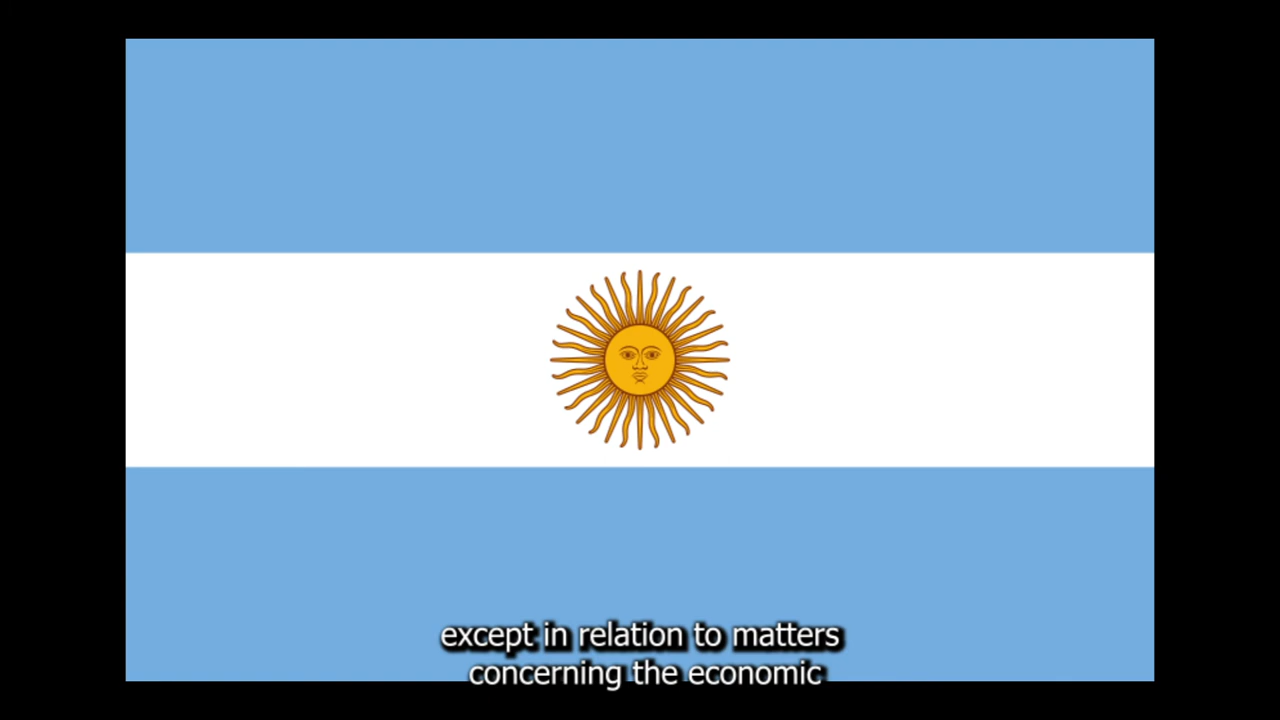 except in relation to matters
concerning the economic